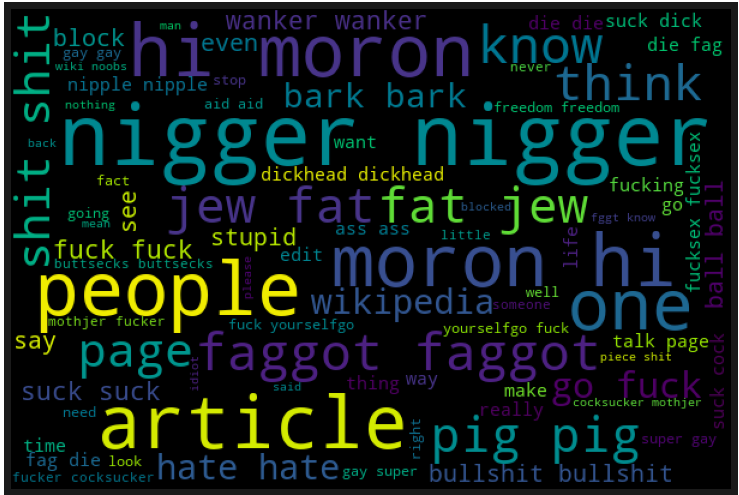 wanker wanker
die die
suck dick
man
block
hi moron
even
know
die fag
gay gay
wiki noobs
never
think
nipple nipple
stop
bark bark
shit shit
nothing
aid aid
freedom freedom
nigger nigger
back
want
dickhead dickhead
fact
fucking
fucksex fucksex
see
jew fat
fat jew
blocked
go
fggt know
going
mean
ass ass
little
life
ball ball
fuck fuck
stupid
edit
moron hi
buttsecks buttsecks
please
people
wikipedia
well
someone
one
mothjer fucker
fuck yourselfgo
yourselfgo fuck
say
page
faggot faggot
talk page
piece shit
suck cock
suck suck
idiot
said
thing
way
make
go fuck
need
article
really
cocksucker mothjer
time
right
pig pig
super gay
fag die
look
hate hate
gay super
bullshit bullshit
fucker cocksucker